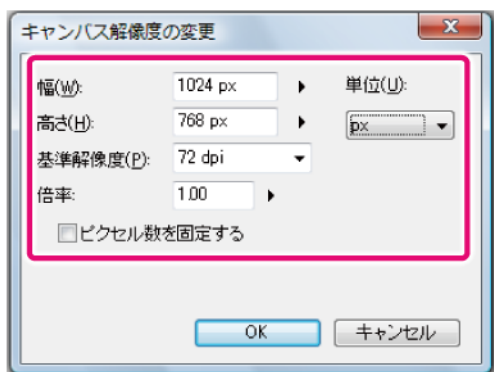 キャンバス解像度の変更
幅(W): 1024 px 単位(U):
高さ(H): 768 px px
基準解像度(P): 72 dpi
倍率: 1.00
ピクセル数を固定する
OK キャンセル